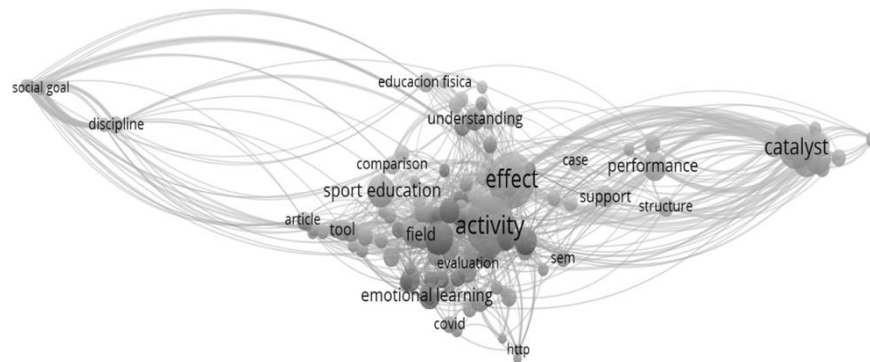 social goal
educacion fisica
discipline
understanding
catalyst
comparison
case
performance
effect
sport education
support
structure
article
tool
field
activity
evaluation
sem
emotional learning
covid
http